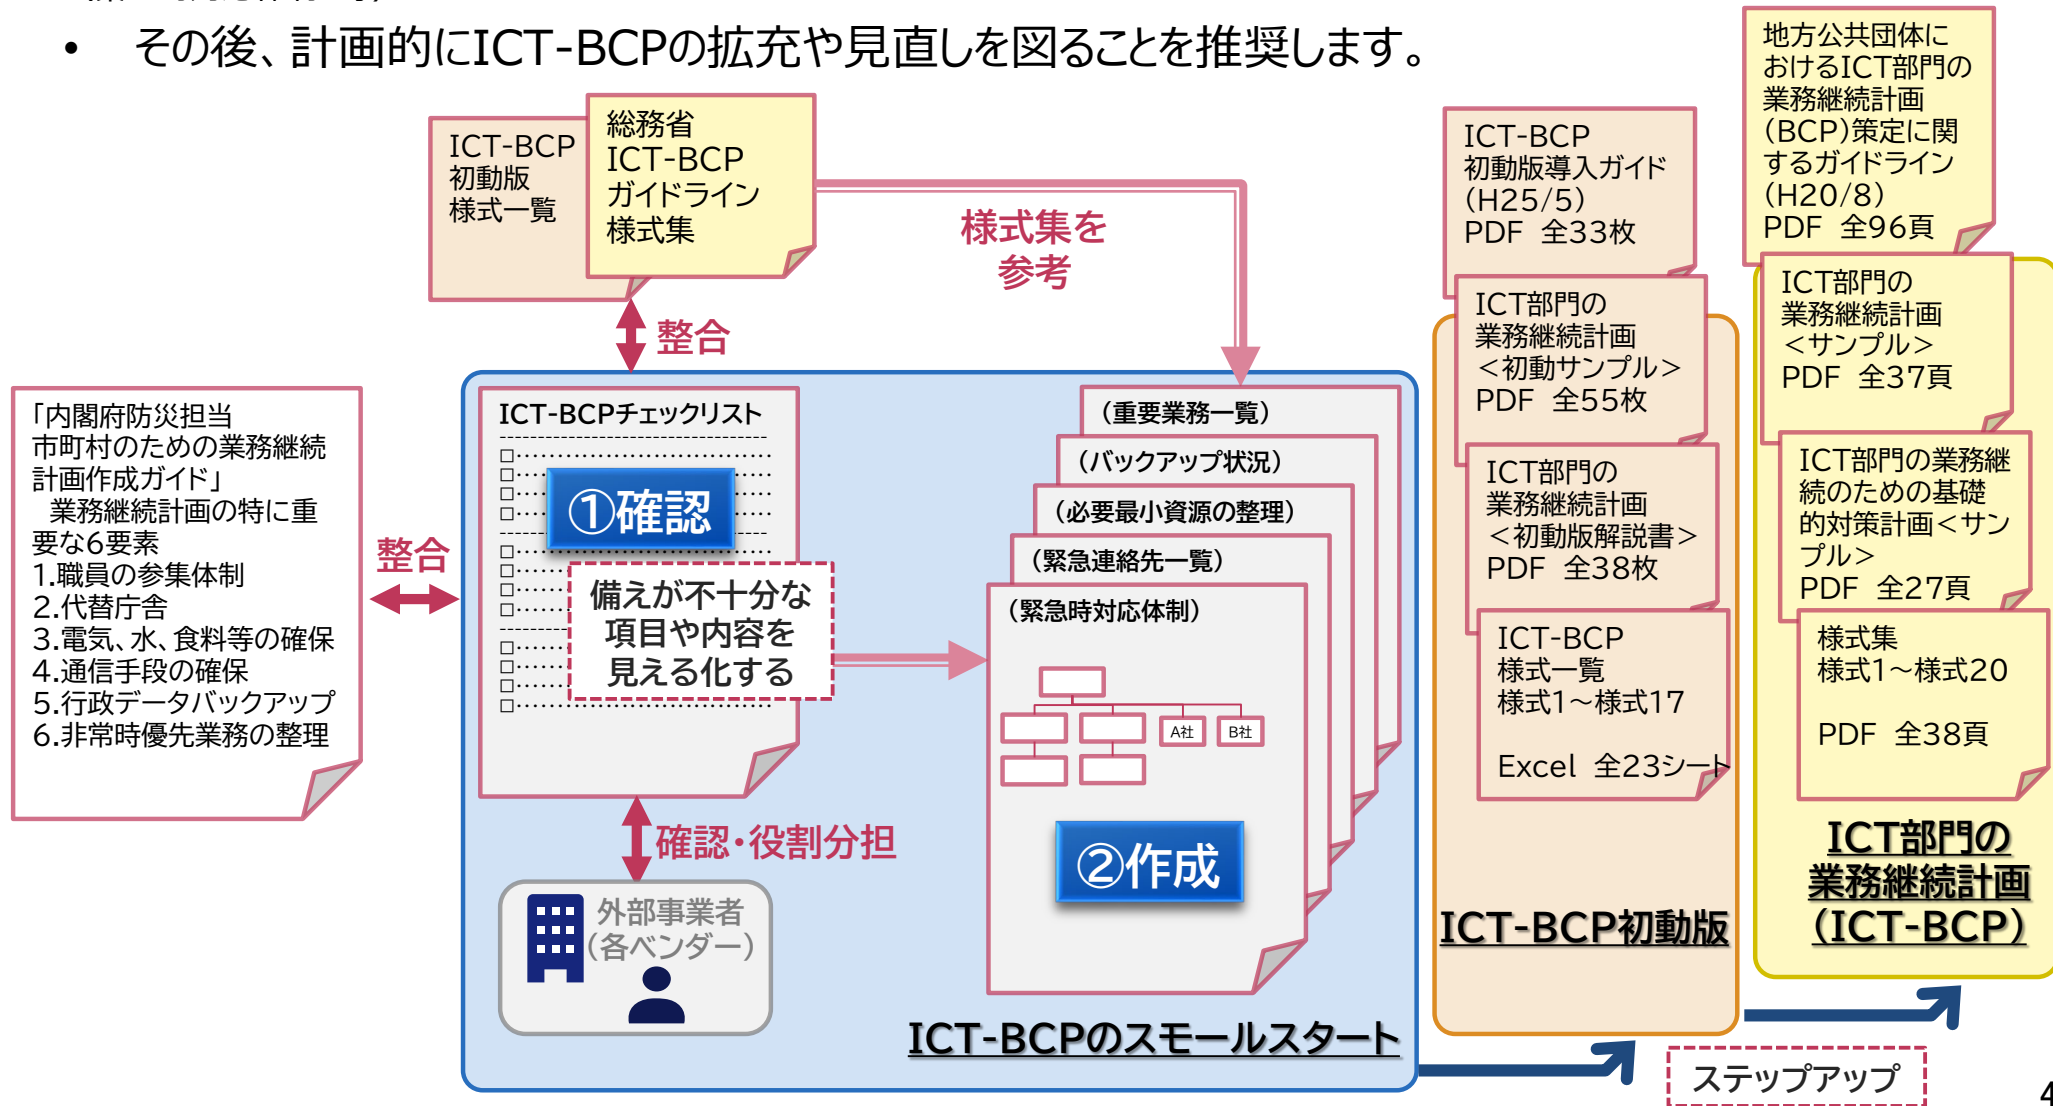 • その後、計画的にICT-BCPの拡充や見直しを図ることを推奨します。
ICT-BCP
初動版
様式一覧
総務省
ICT-BCP
ガイドライン
様式集
様式集を
参考
整合
「内閣府防災担当
市町村のための業務継続
計画作成ガイド」
業務継続計画の特に重
要な6要素
1.職員の参集体制
2.代替庁舎
3.電気、水、食料等の確保
4.通信手段の確保
5.行政データバックアップ
6.非常時優先業務の整理
整合
ICT-BCPチェックリスト
①確認
備えが不十分な
項目や内容を
見える化する
確認・役割分担
外部事業者
(各ベンダー)
(重要業務一覧)
(バックアップ状況)
(必要最小資源の整理)
(緊急連絡先一覧)
(緊急時対応体制)
A社
B社
②作成
ICT-BCPのスモールスタート
ICT-BCP
初動版導入ガイド
(H25/5)
PDF 全33枚
ICT部門の
業務継続計画
<初動サンプル>
PDF 全55枚
ICT部門の
業務継続計画
<初動版解説書>
PDF 全38枚
ICT-BCP
様式一覧
様式1~様式17
Excel 全23シート
ICT-BCP初動版
地方公共団体に
おけるICT部門の
業務継続計画
(BCP)策定に関
するガイドライン
(H20/8)
PDF 全96頁
ICT部門の
業務継続計画
<サンプル>
PDF 全37頁
ICT部門の業務継
続のための基礎
的対策計画<サン
プル>
PDF 全27頁
様式集
様式1~様式20
PDF 全38頁
ICT部門の
業務継続計画
(ICT-BCP)
ステップアップ
4